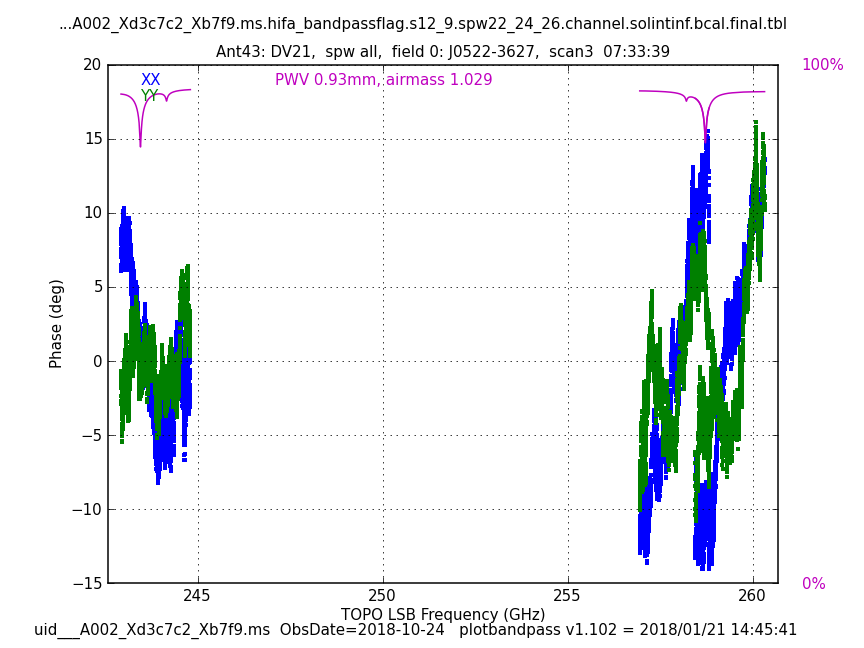 ...A002_Xd3c7c2_Xb7f9.ms.hifa_bandpassflag.s12_9.spw22_24_26.channel.solintinf.bcal.final.tbl
Ant43: DV21,  spw all,  field 0: J0522-3627,  scan3  07:33:39
20
100%
XX
PWV 0.93mm, airmass 1.029
YY
15
10
5
Phase (deg)
0
−5
−10
−15
0%
245
250
255
260
TOPO LSB Frequency (GHz)
uid___A002_Xd3c7c2_Xb7f9.ms  ObsDate=2018-10-24   plotbandpass v1.102 = 2018/01/21 14:45:41